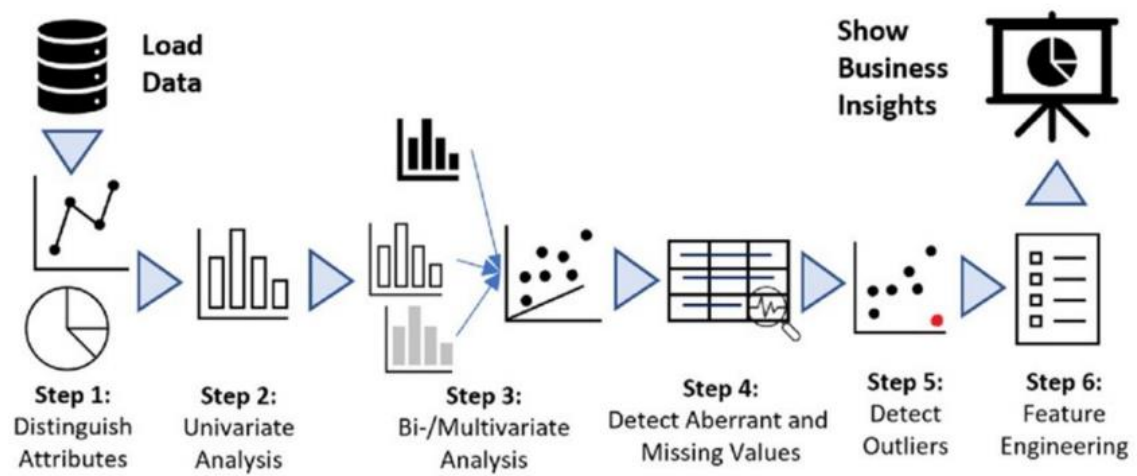 Load
Data
Show
Business
Insights
Step 1:
Distinguish
Attributes
Step 2:
Univariate
Analysis
Step 3:
Bi-/Multivariate
Analysis
Step 4:
Detect Aberrant and
Missing Values
Step 5:
Detect
Outliers
Step 6:
Feature
Engineering